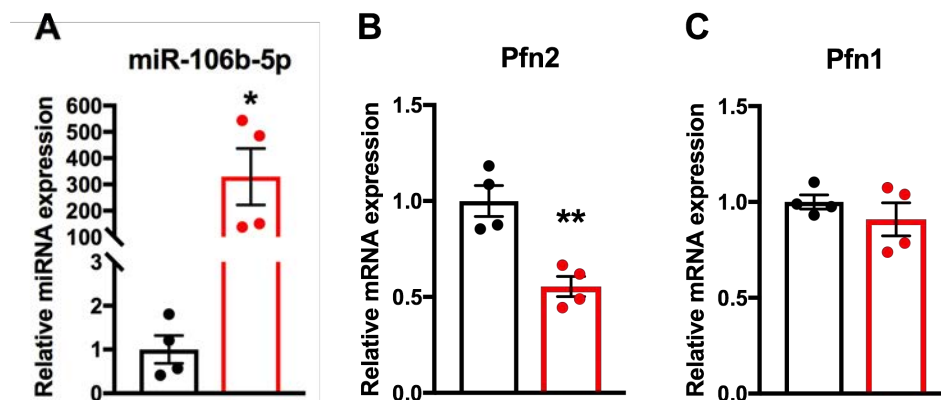 A
miR-106b-5p
Relative miRNA expression
600
500
400
300
200
100
3
2
1
0
*
B
Pfn2
Relative mRNA expression
1.5
1.0
0.5
0.0
**
C
Pfn1
Relative mRNA expression
1.5
1.0
0.5
0.0